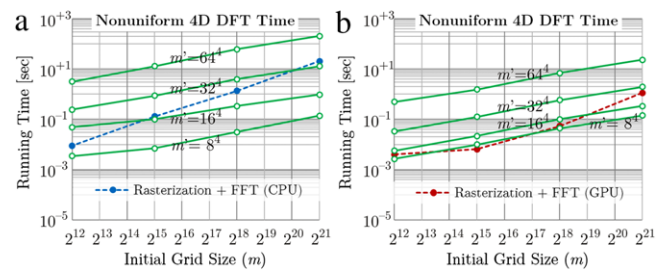 a
Nonuniform 4D DFT Time
Running Time [sec]
10+3
10+1
10-1
10-3
10-5
m'=64⁴
m'=32⁴
m'=16⁴
m'= 8⁴
Rasterization + FFT (CPU)
2¹² 2¹³ 2¹⁴ 2¹⁵ 2¹⁶ 2¹⁷ 2¹⁸ 2¹⁹ 2²⁰ 2²¹
Initial Grid Size (m)
b
Nonuniform 4D DFT Time
Running Time [sec]
10+3
10+1
10-1
10-3
10-5
m'=64⁴
m'=32⁴
m'=16⁴
m'= 8⁴
Rasterization + FFT (GPU)
2¹² 2¹³ 2¹⁴ 2¹⁵ 2¹⁶ 2¹⁷ 2¹⁸ 2¹⁹ 2²⁰ 2²¹
Initial Grid Size (m)